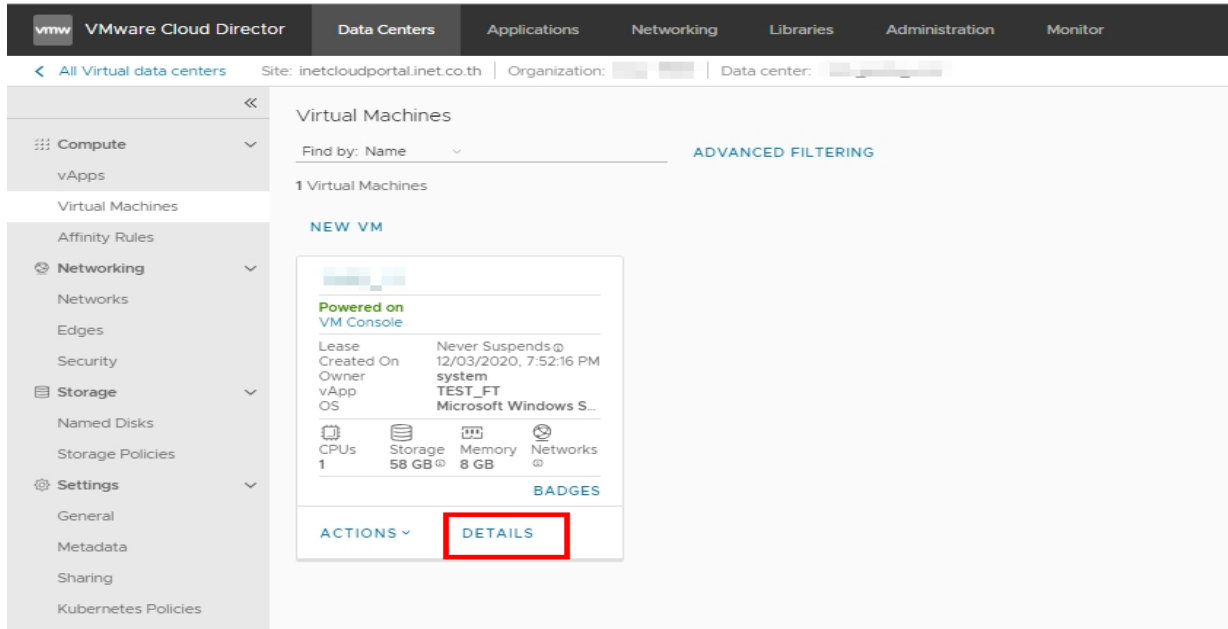 vmw VMware Cloud Director Data Centers Applications Networking Libraries Administration Monitor
All Virtual data centers Site: inetcloudportal.inet.co.th Organization: Data center:
Compute
vApps
Virtual Machines
Affinity Rules
Networking
Networks
Edges
Security
Storage
Named Disks
Storage Policies
Settings
General
Metadata
Sharing
Kubernetes Policies
Virtual Machines
Find by: Name ADVANCED FILTERING
1 Virtual Machines
NEW VM
Powered on
VM Console
Lease Never Suspends
Created On 12/03/2020, 7:52:16 PM
Owner system
vApp TEST_FT
OS Microsoft Windows S...
CPUs Storage Memory Networks
1 58 GB 8 GB
BADGES
ACTIONS DETAILS